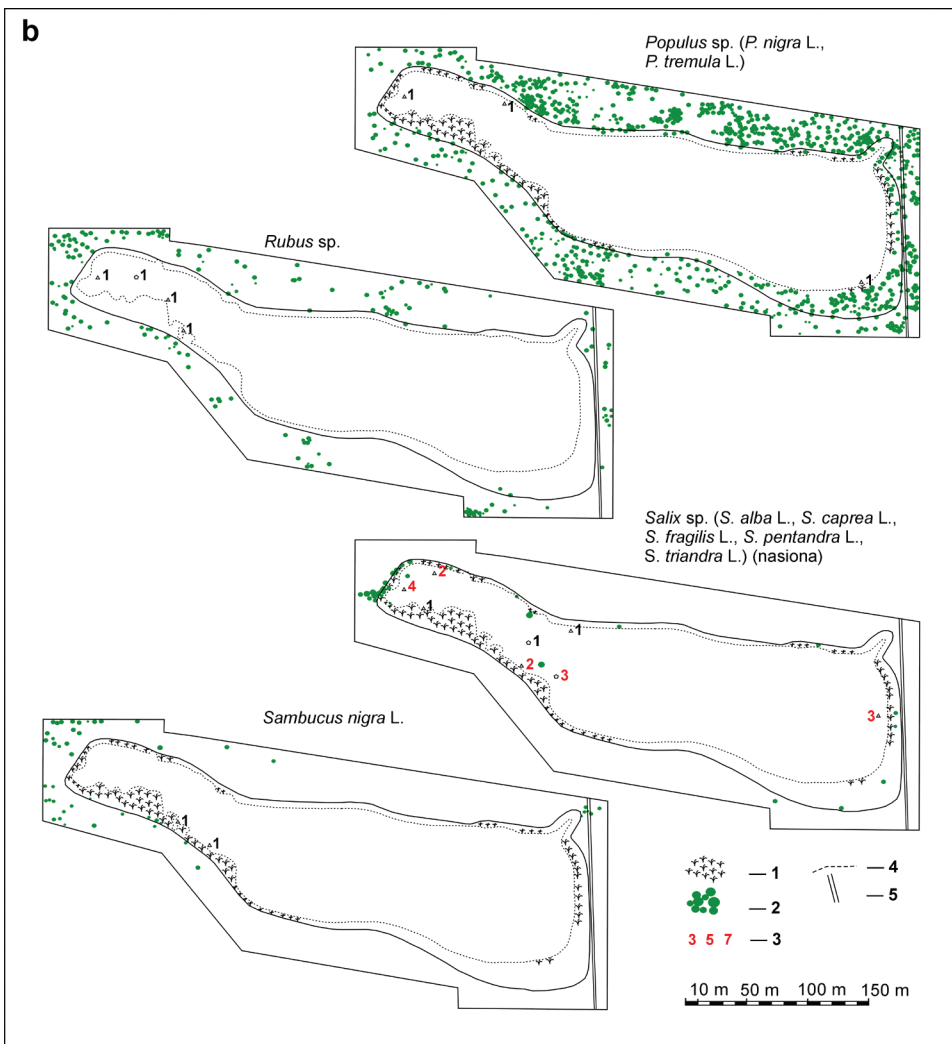 b
Populus sp. (P. nigra L.,
P. tremula L.)
1
1
1
Rubus sp.
1
1
1
1
Salix sp. (S. alba L., S. caprea L.,
S. fragilis L., S. pentandra L.,
S. triandra L.) (nasiona)
2
4
1
1
1
2
3
3
Sambucus nigra L.
1
1
— 1
— 2
3 5 7 — 3
— 4
— 5
10 m 50 m 100 m 150 m